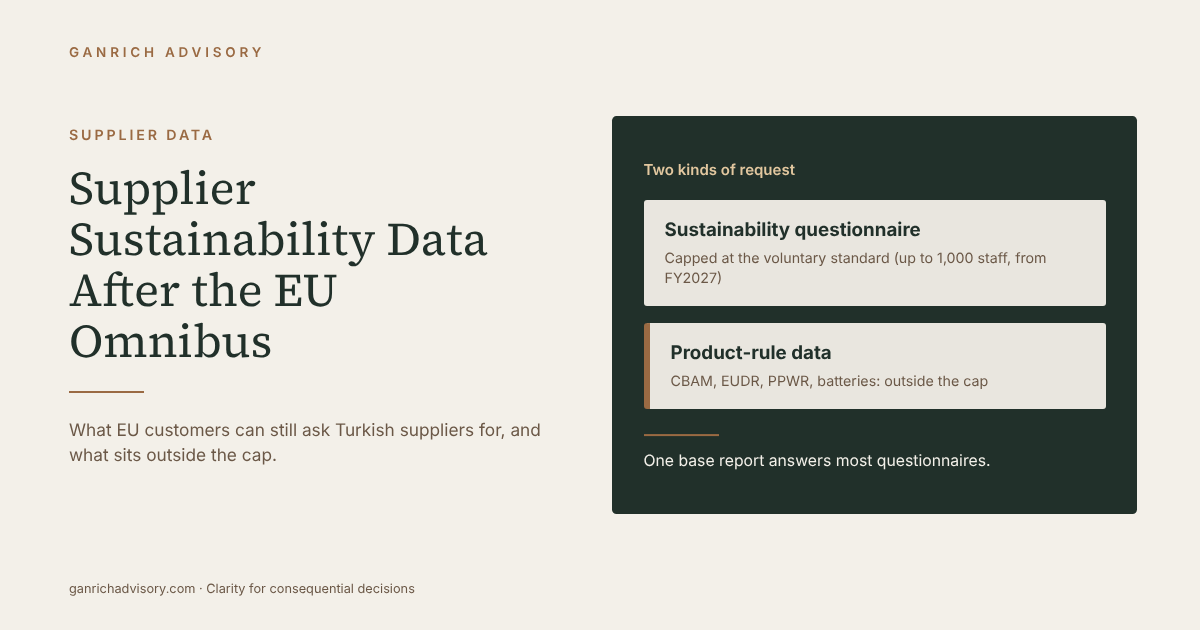 GANRICH ADVISORY
SUPPLIER DATA
Supplier
Sustainability Data
After the EU
Omnibus
What EU customers can still ask Turkish suppliers for, and
what sits outside the cap.
Two kinds of request
Sustainability questionnaire
Capped at the voluntary standard (up to 1,000 staff, from
FY2027)
Product-rule data
CBAM, EUDR, PPWR, batteries: outside the cap
One base report answers most questionnaires.
ganrichadvisory.com · Clarity for consequential decisions